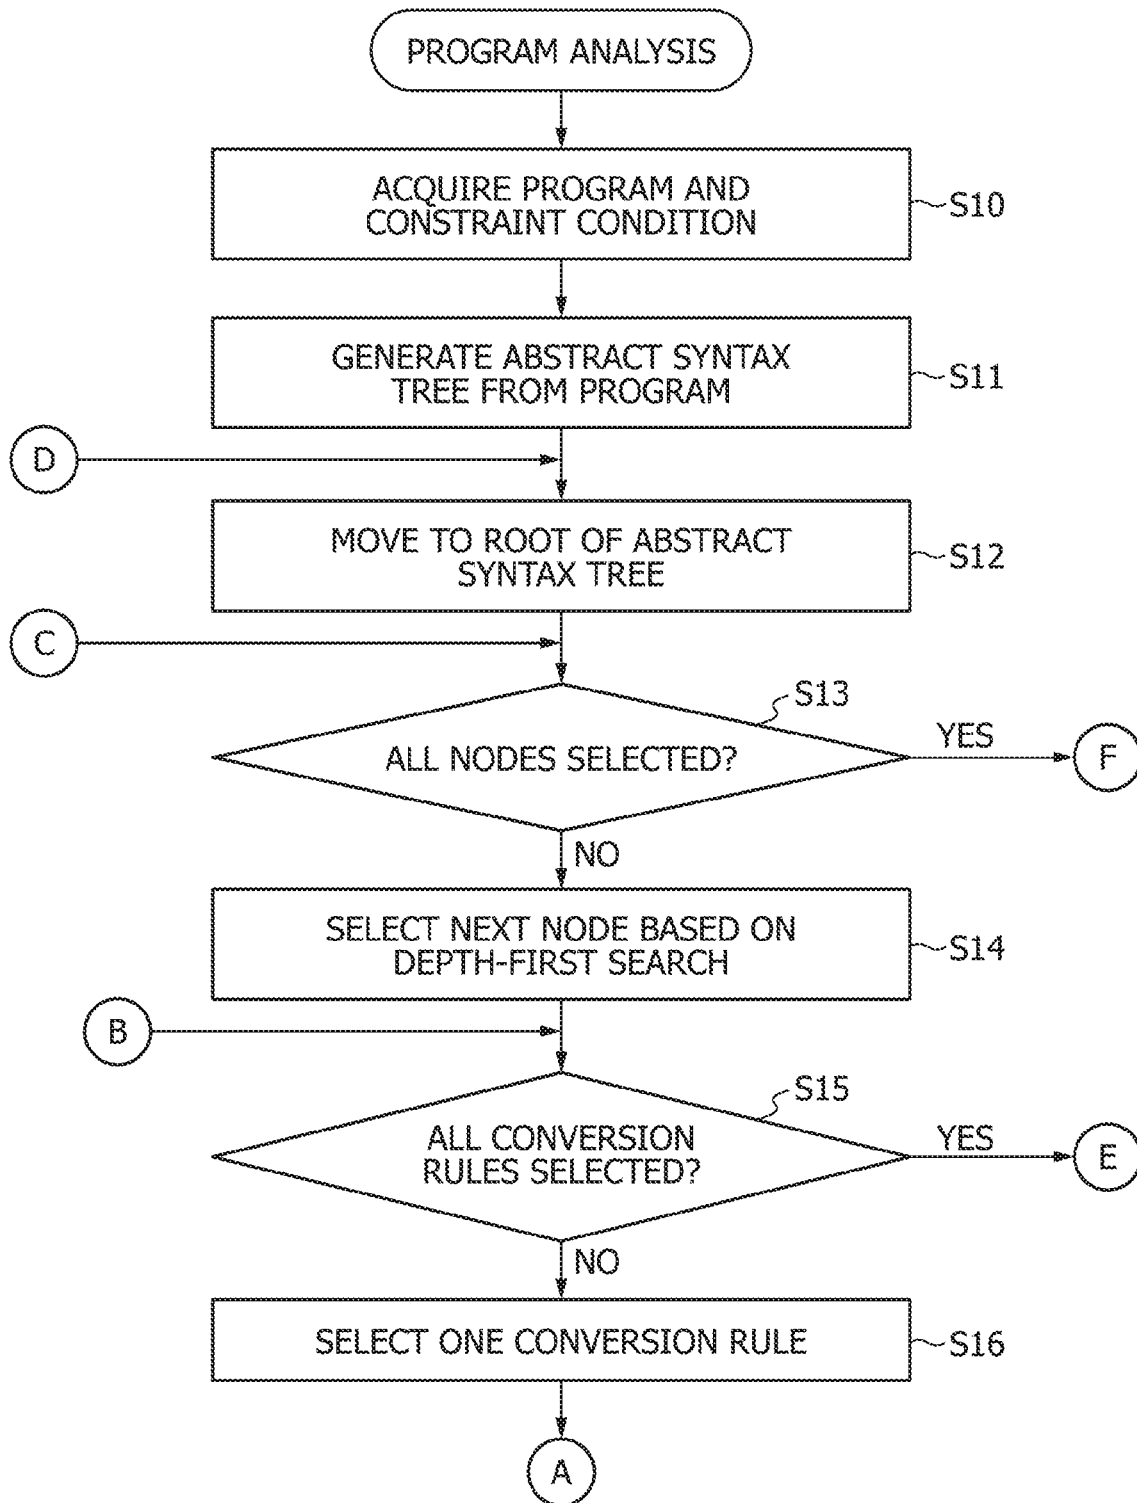 PROGRAM ANALYSIS
ACQUIRE PROGRAM AND
CONSTRAINT CONDITION
S10
GENERATE ABSTRACT SYNTAX
TREE FROM PROGRAM
S11
D
MOVE TO ROOT OF ABSTRACT
SYNTAX TREE
S12
C
S13
ALL NODES SELECTED?
YES
F
NO
SELECT NEXT NODE BASED ON
DEPTH-FIRST SEARCH
S14
B
S15
ALL CONVERSION
RULES SELECTED?
YES
E
NO
SELECT ONE CONVERSION RULE
S16
A